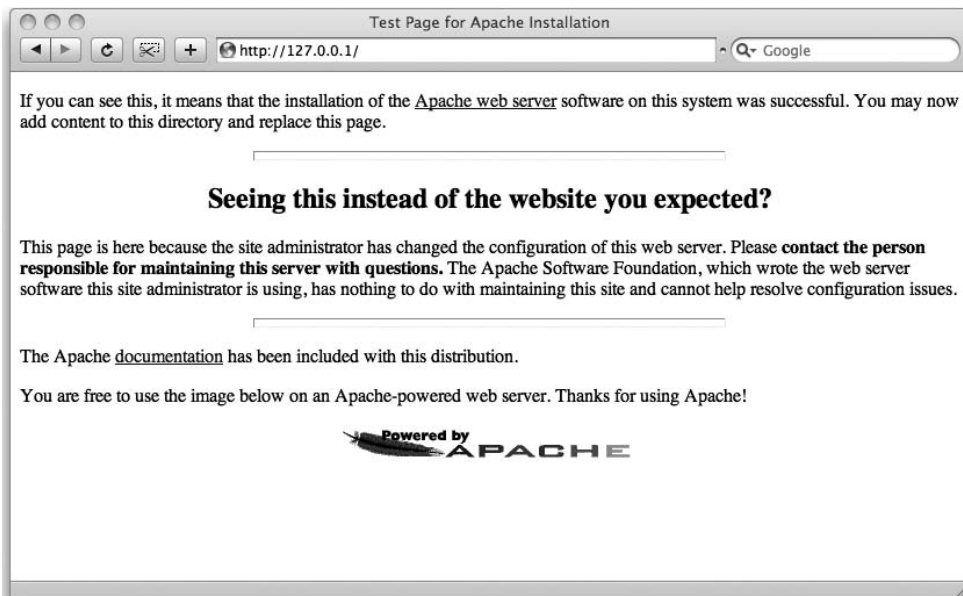 Test Page for Apache Installation
http://127.0.0.1/
Google
If you can see this, it means that the installation of the Apache web server software on this system was successful. You may now
add content to this directory and replace this page.
Seeing this instead of the website you expected?
This page is here because the site administrator has changed the configuration of this web server. Please contact the person
responsible for maintaining this server with questions. The Apache Software Foundation, which wrote the web server
software this site administrator is using, has nothing to do with maintaining this site and cannot help resolve configuration issues.
The Apache documentation has been included with this distribution.
You are free to use the image below on an Apache-powered web server. Thanks for using Apache!
Powered by
APACHE